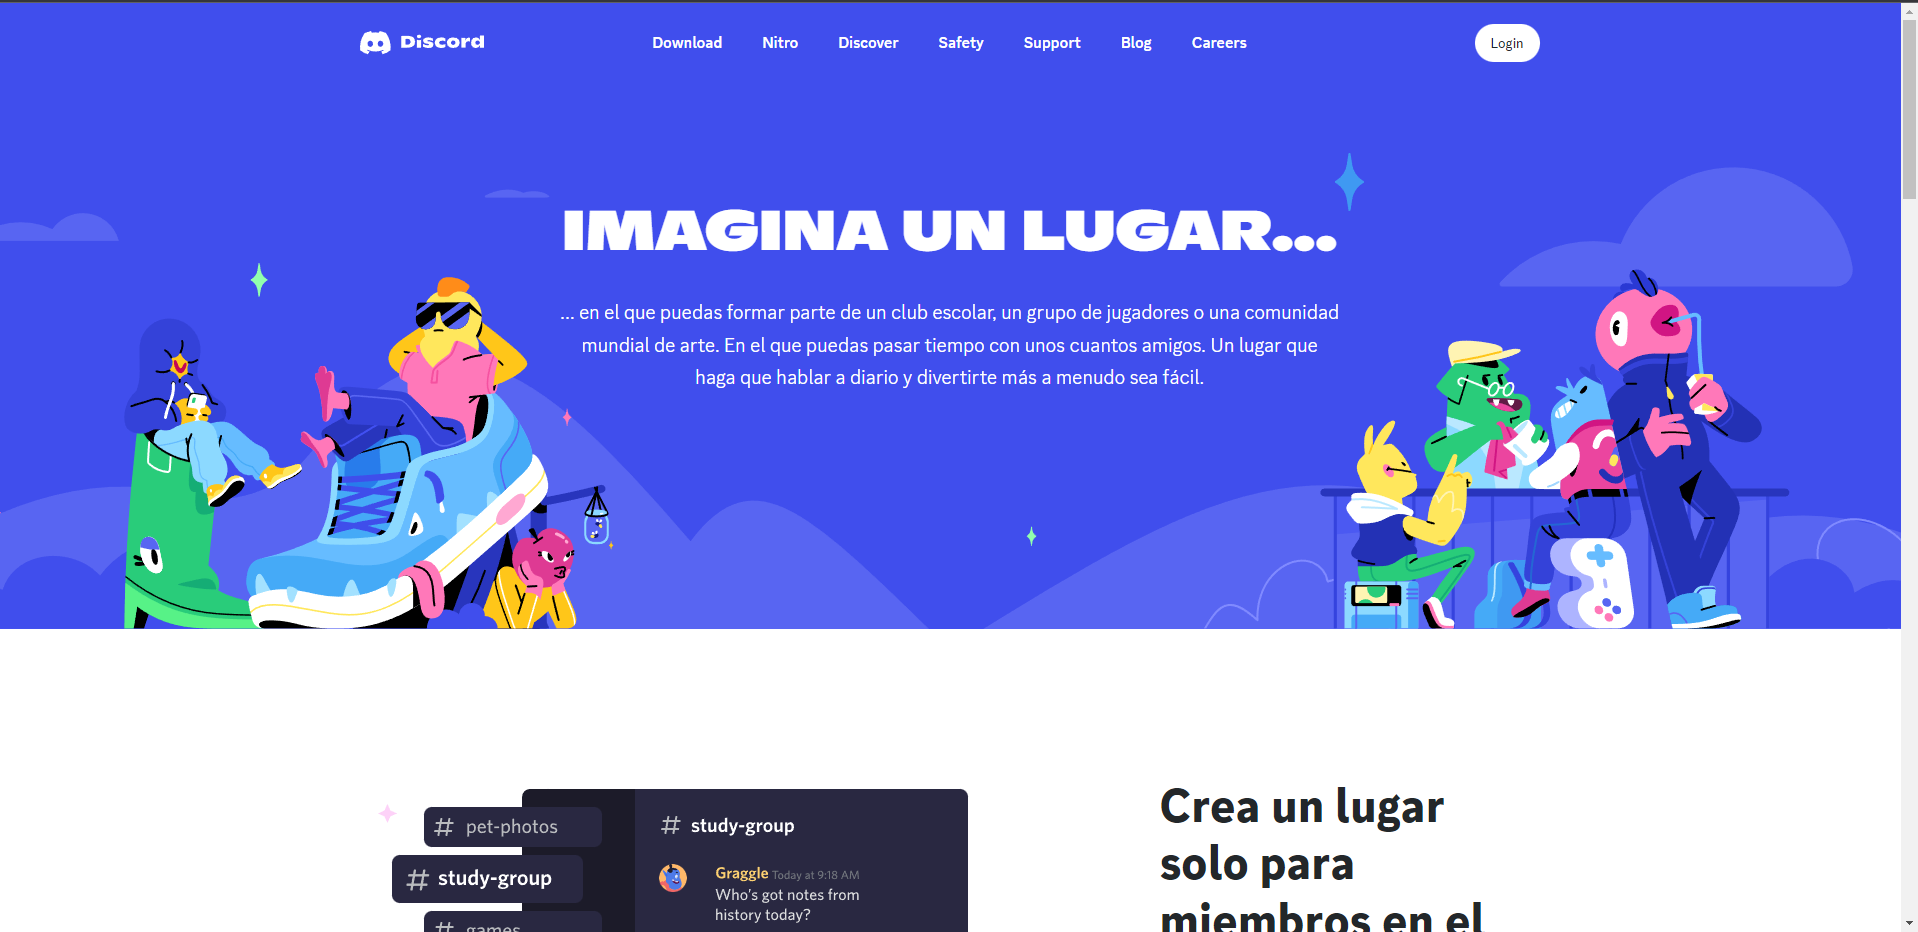 Discord
Download Nitro Discover Safety Support Blog Careers
Login
IMAGINA UN LUGAR...
... en el que puedas formar parte de un club escolar, un grupo de jugadores o una comunidad
mundial de arte. En el que puedas pasar tiempo con unos cuantos amigos. Un lugar que
haga que hablar a diario y divertirte más a menudo sea fácil.
# pet-photos
# study-group
# games
# study-group
Graggle Today at 9:18 AM
Who's got notes from
history today?
Crea un lugar
solo para
miembros en el